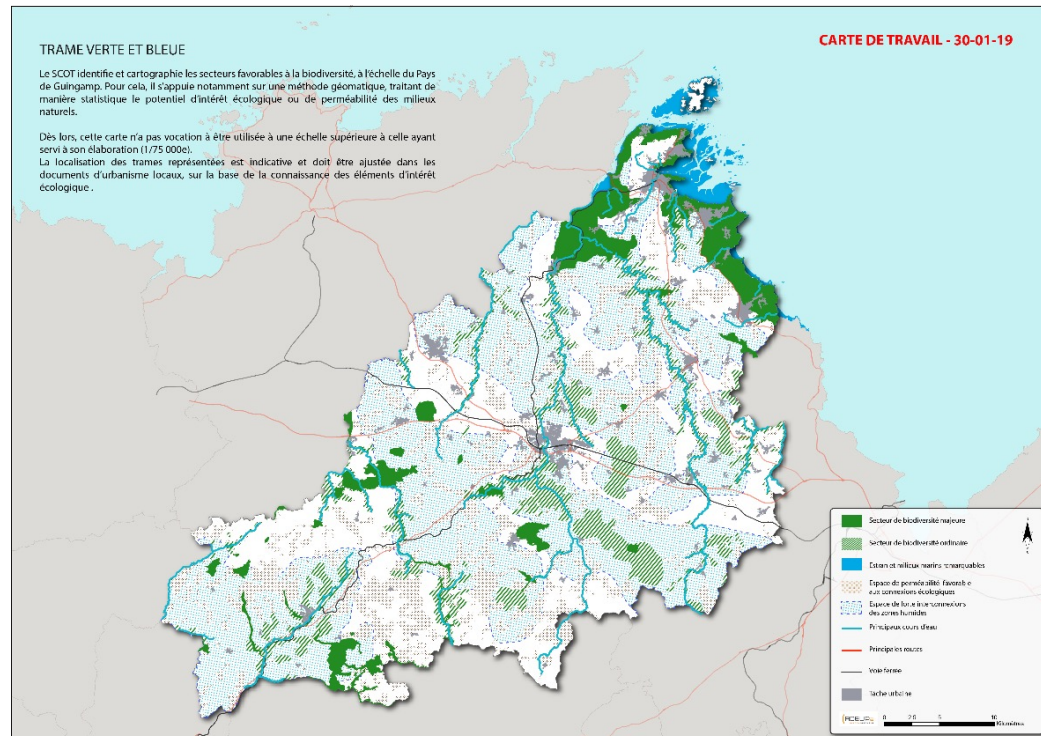 CARTE DE TRAVAIL - 30-01-19
TRAME VERTE ET BLEUE
Le SCOT identifie et cartographie les secteurs favorables à la biodiversité, à l'échelle du Pays
de Guingamp. Pour cela, il s'appuie notamment sur une méthode géomatique, traitant de
manière statistique le potentiel d'intérêt écologique ou de perméabilité des milieux
naturels.
Dès lors, cette carte n'a pas vocation à être utilisée à une échelle supérieure à celle ayant
servi à son élaboration (1/75 000e).
La localisation des trames représentées est indicative et doit être ajustée dans les
documents d'urbanisme locaux, sur la base de la connaissance des éléments d'intérêt
écologique .
Secteur de biodiversité majeure
Secteur de biodiversité ordinaire
Estran et milieux marins remarquables
Espace de perméabilité favorable
aux connexions écologiques
Espace de forte interconnexions
des zones humides
Principaux cours d'eau
Principales routes
Voie ferrée
Tache urbaine
0 2.5 5 10
Kilomètres